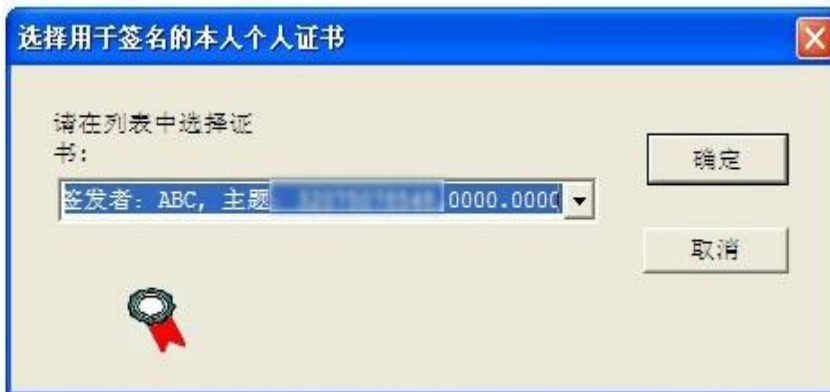 选择用于签名的本人个人证书
请在列表中选择证
书:
签发者: ABC, 主题
0000.0000
确定
取消